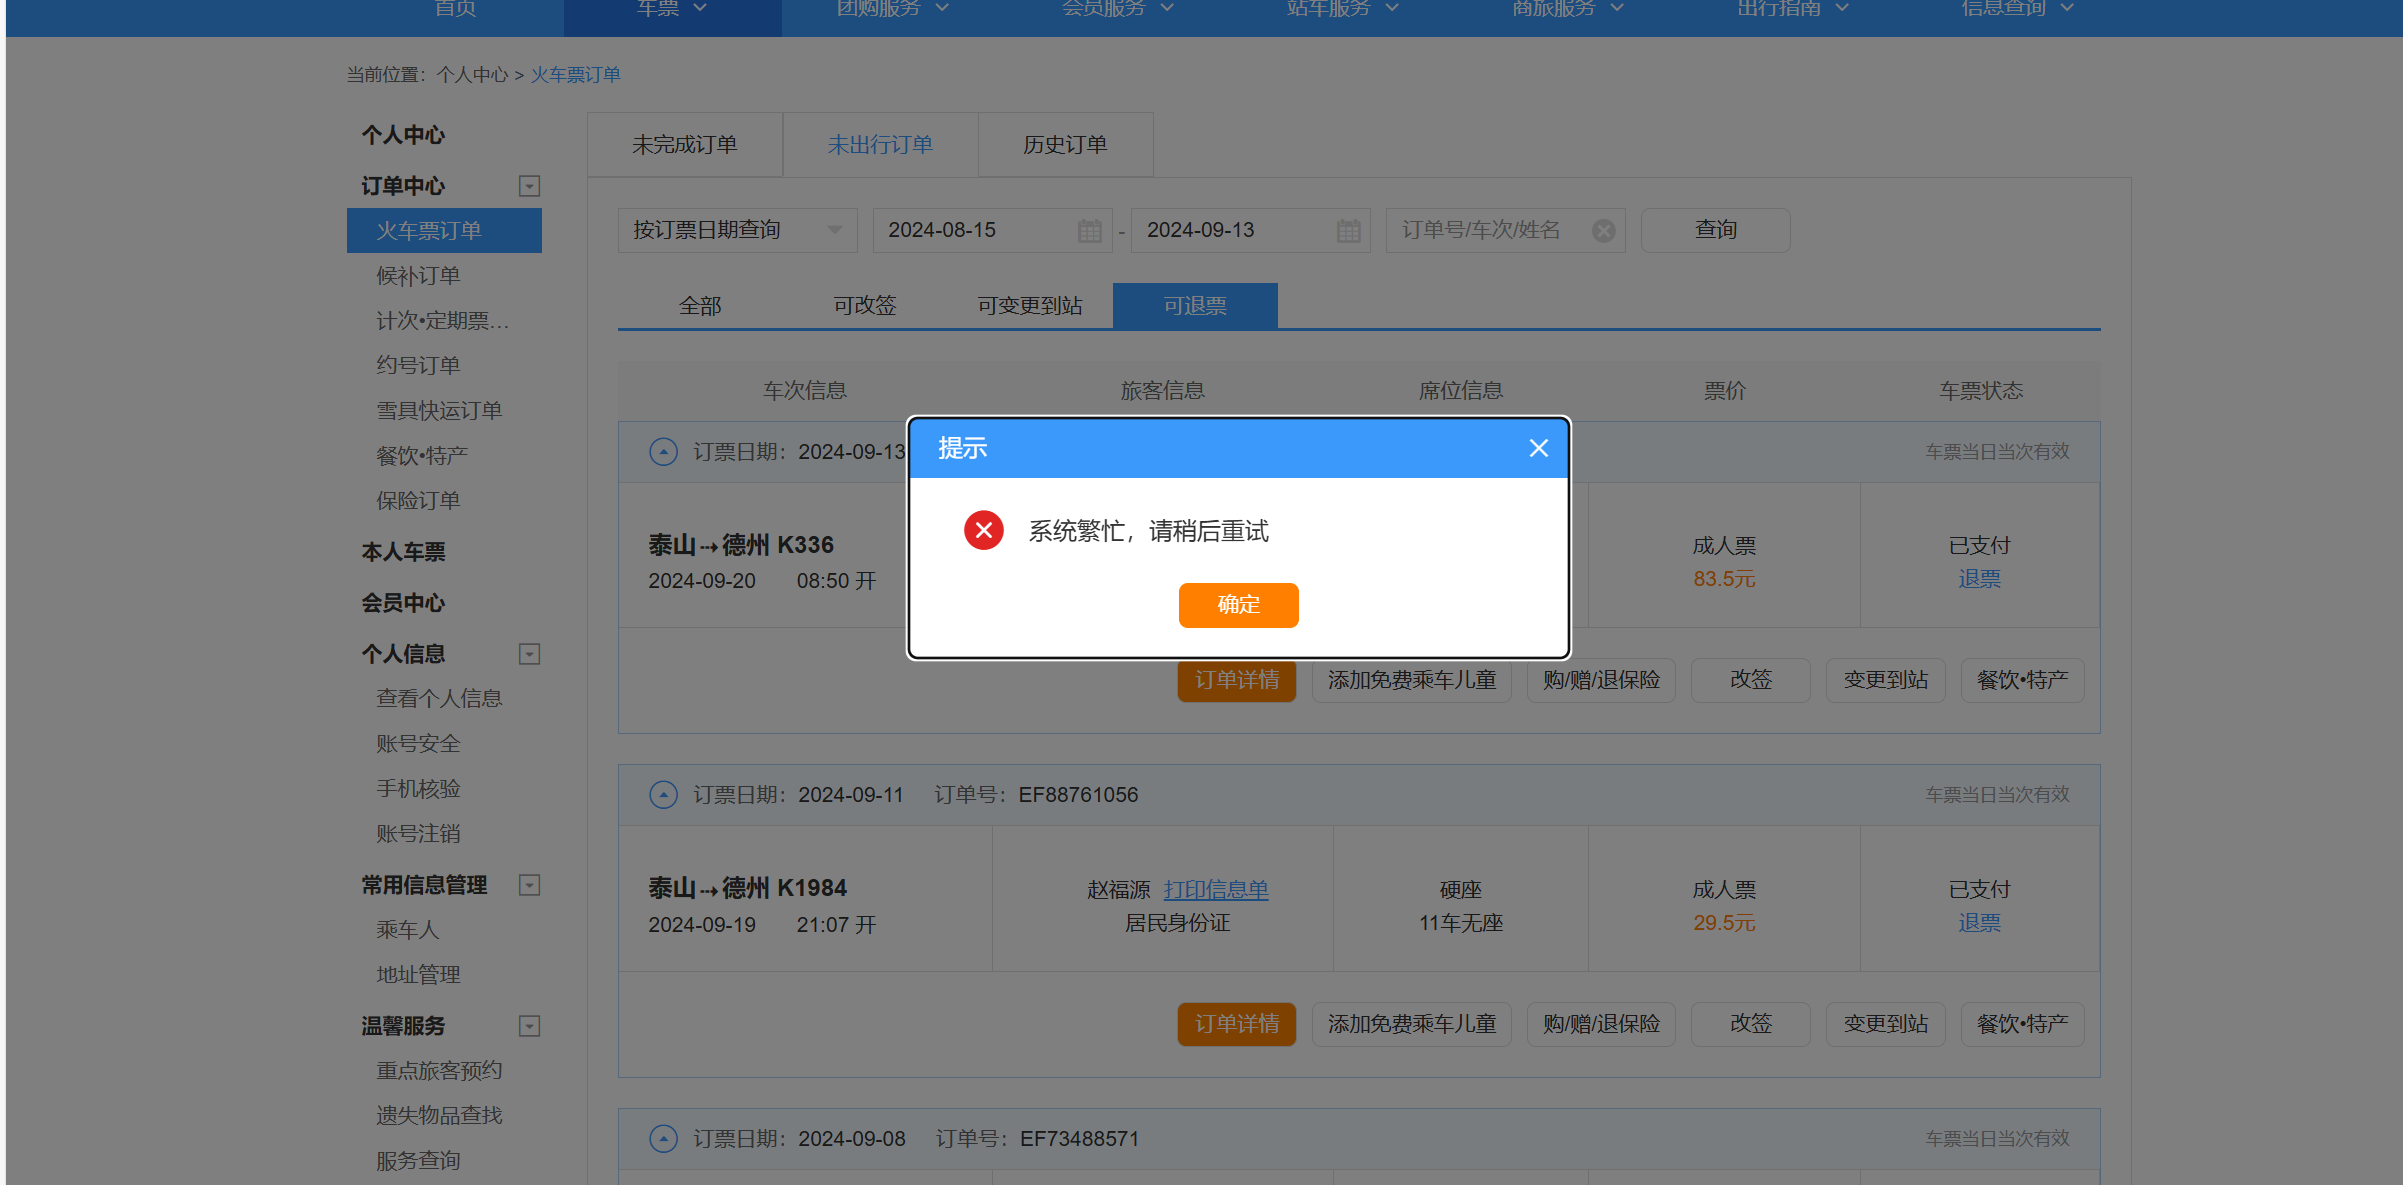 首页 车票 团购服务 会员服务 站车服务 商旅服务 出行指南 信息查询
当前位置：个人中心 > 火车票订单
个人中心
订单中心
火车票订单
候补订单
计次•定期票…
约号订单
雪具快运订单
餐饮•特产
保险订单
本人车票
会员中心
个人信息
查看个人信息
账号安全
手机核验
账号注销
常用信息管理
乘车人
地址管理
温馨服务
重点旅客预约
遗失物品查找
服务查询
未完成订单 未出行订单 历史订单
按订票日期查询 2024-08-15 - 2024-09-13 订单号/车次/姓名 查询
全部 可改签 可变更到站 可退票
车次信息 旅客信息 席位信息 票价 车票状态
订票日期：2024-09-13 车票当日当次有效
提示
系统繁忙，请稍后重试
确定
泰山⇢德州 K336 成人票 已支付
2024-09-20 08:50 开 83.5元 退票
订单详情 添加免费乘车儿童 购/赠/退保险 改签 变更到站 餐饮•特产
订票日期：2024-09-11 订单号：EF88761056 车票当日当次有效
泰山⇢德州 K1984 赵福源 打印信息单 硬座 成人票 已支付
2024-09-19 21:07 开 居民身份证 11车无座 29.5元 退票
订单详情 添加免费乘车儿童 购/赠/退保险 改签 变更到站 餐饮•特产
订票日期：2024-09-08 订单号：EF73488571 车票当日当次有效